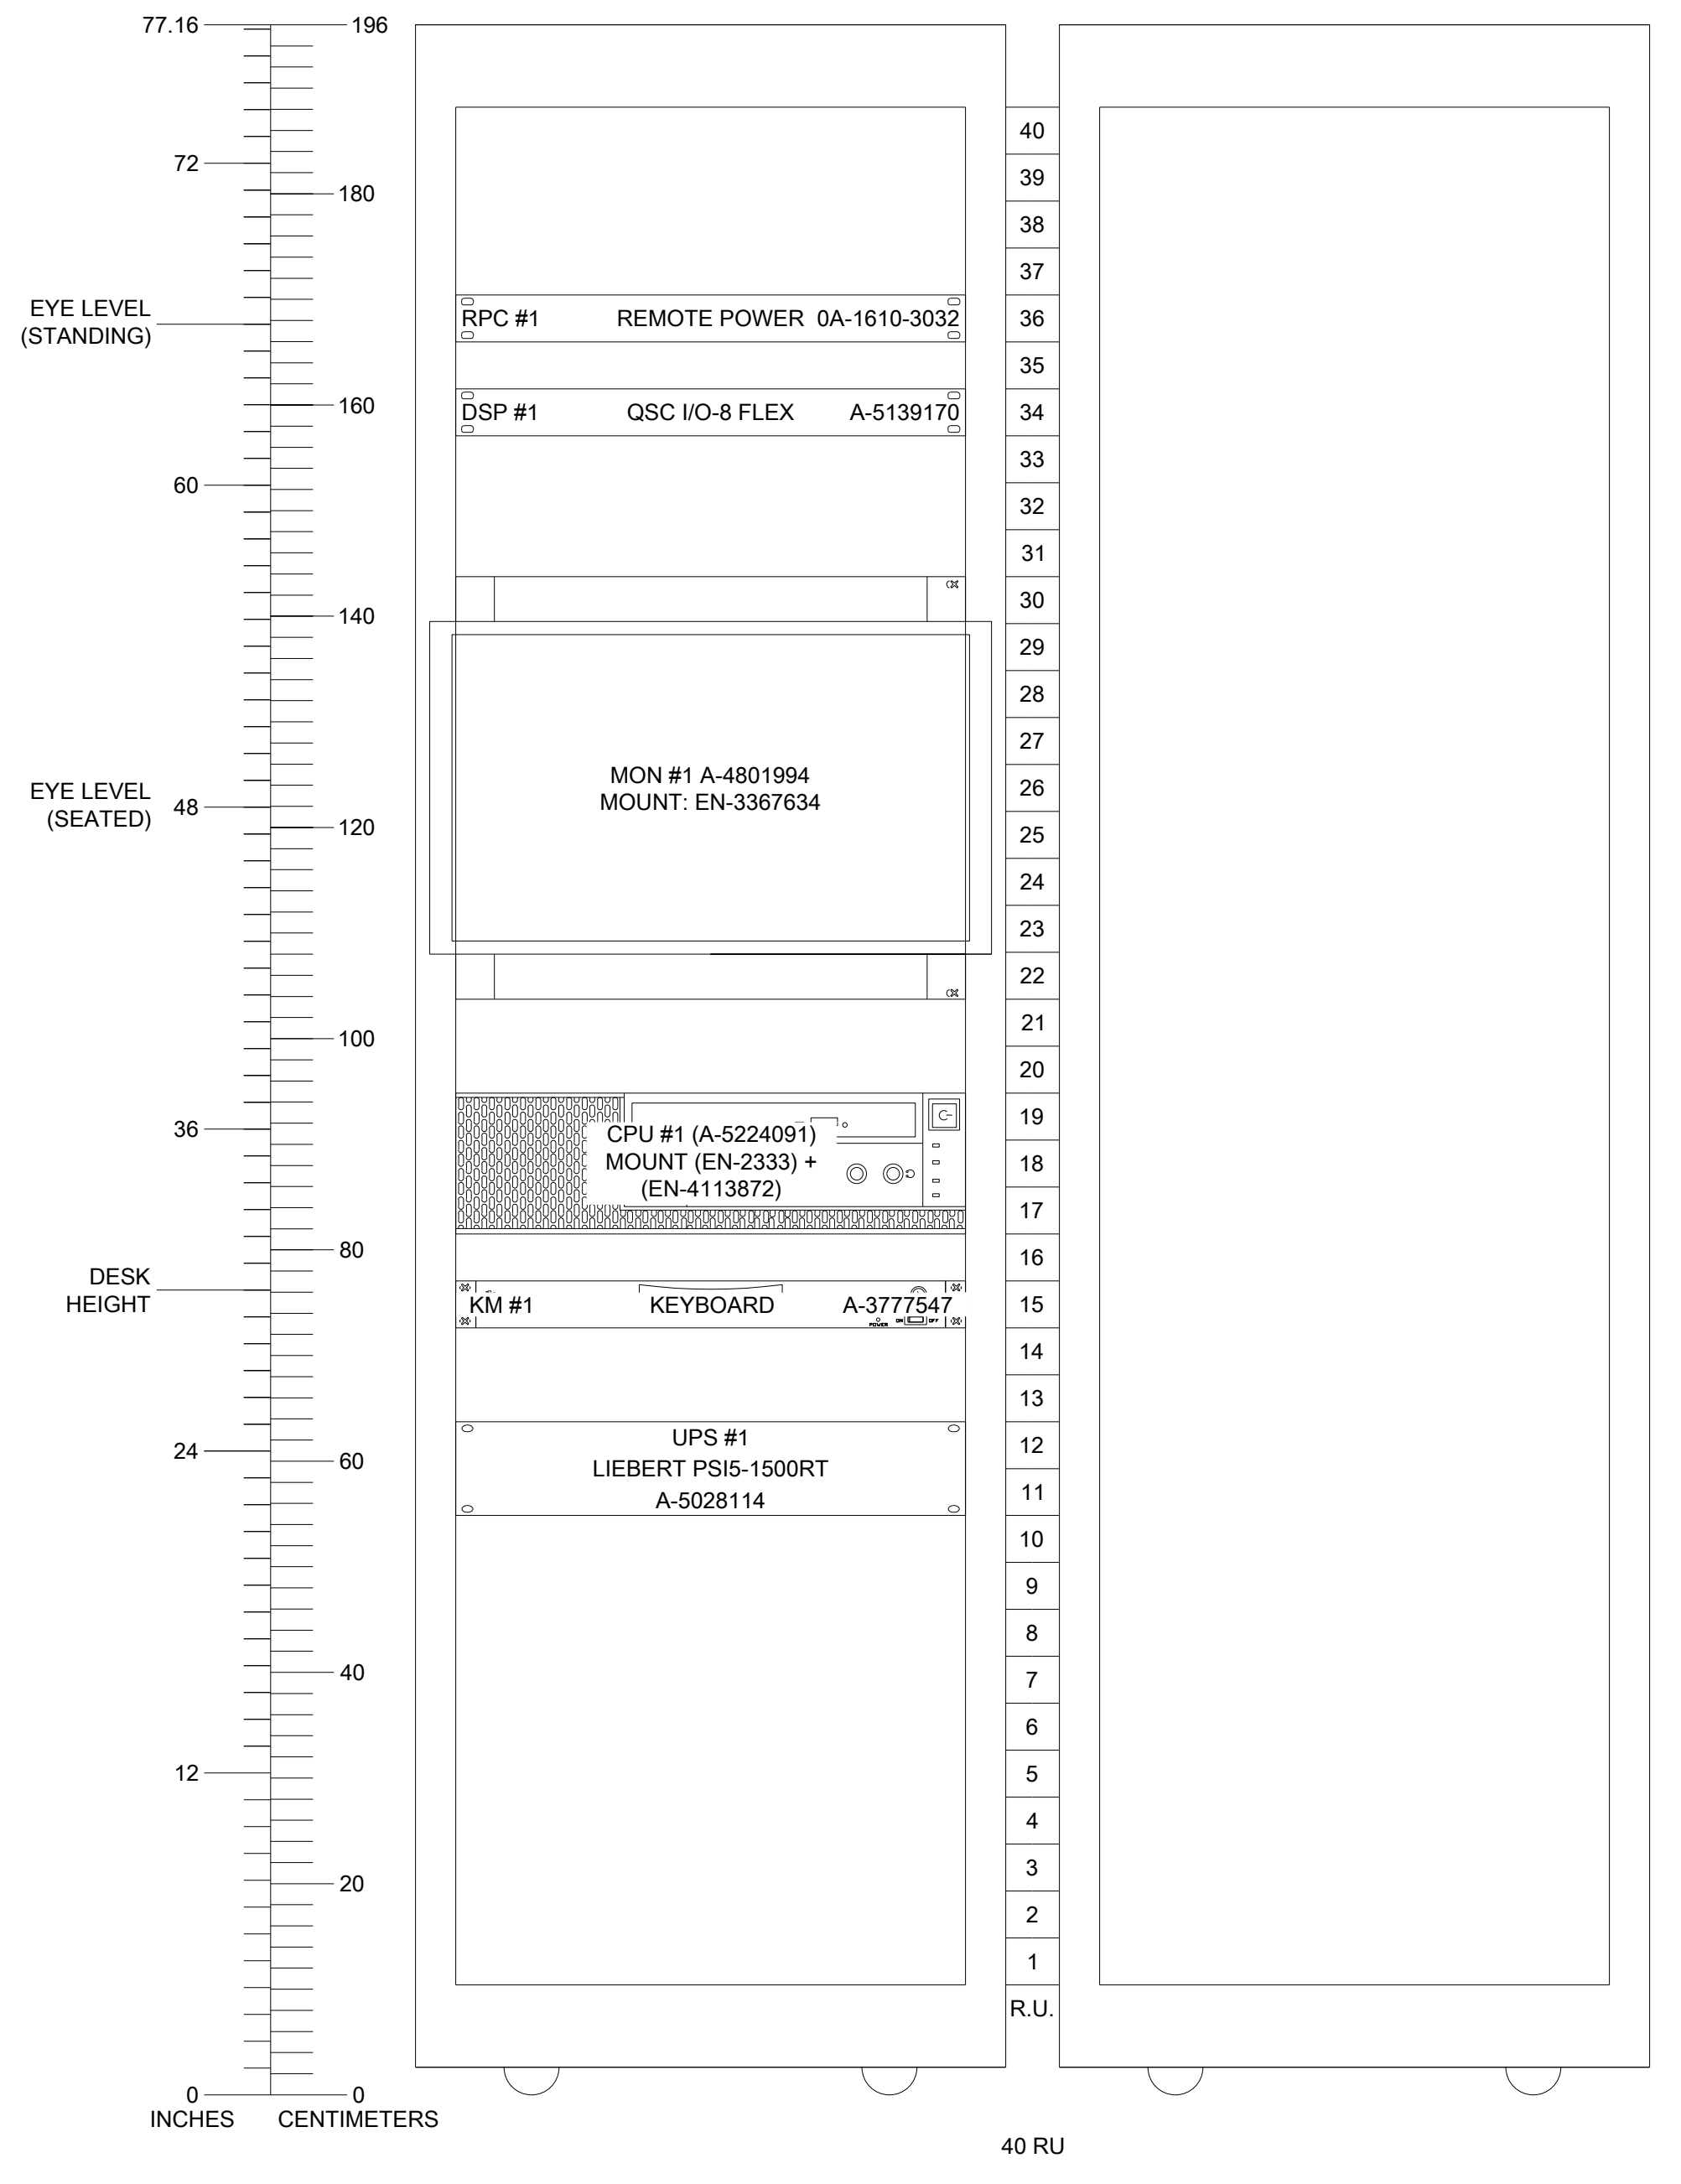 77.16
196
72
180
EYE LEVEL
(STANDING)
160
60
140
EYE LEVEL
(SEATED)
48
120
100
36
80
DESK
HEIGHT
24
60
40
12
20
0
0
INCHES
CENTIMETERS
RPC #1 REMOTE POWER 0A-1610-3032
DSP #1 QSC I/O-8 FLEX A-5139170
MON #1 A-4801994
MOUNT: EN-3367634
CPU #1 (A-5224091)
MOUNT (EN-2333) +
(EN-4113872)
KM #1 KEYBOARD A-3777547
POWER ON OFF
UPS #1
LIEBERT PSI5-1500RT
A-5028114
40
39
38
37
36
35
34
33
32
31
30
29
28
27
26
25
24
23
22
21
20
19
18
17
16
15
14
13
12
11
10
9
8
7
6
5
4
3
2
1
R.U.
40 RU